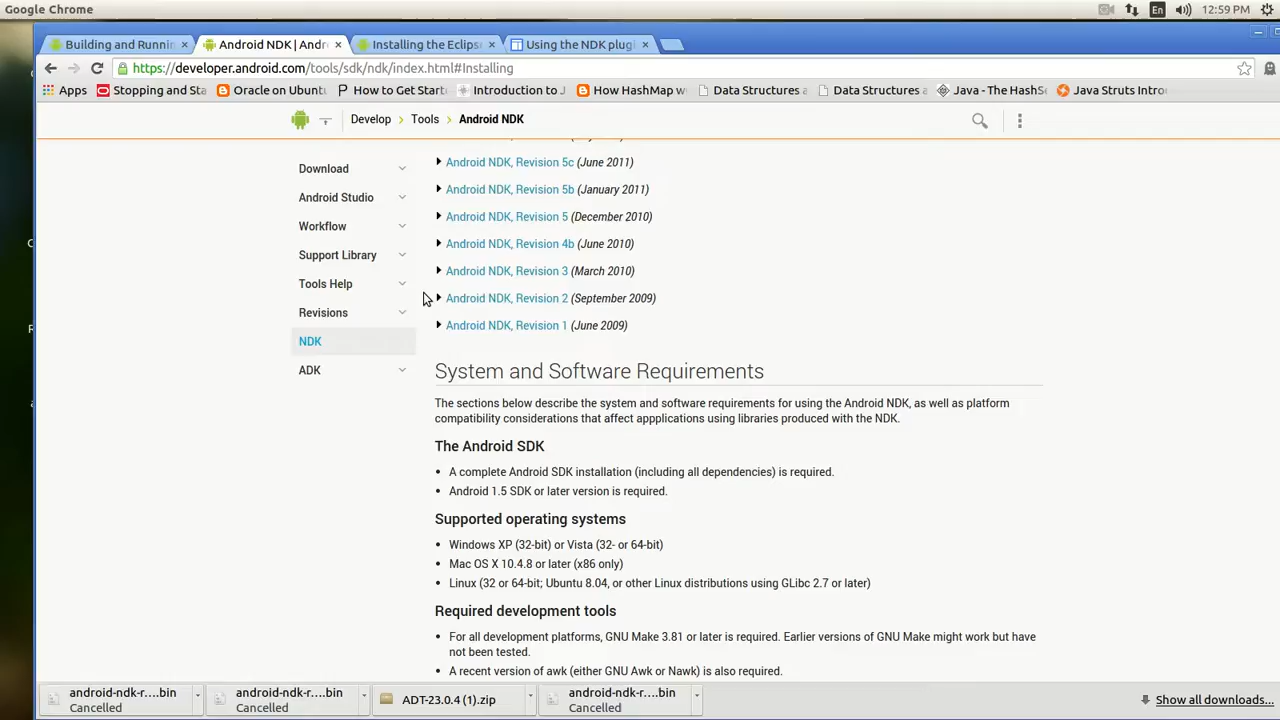 Google Chrome
En
12:59 PM
Building and Runnin
Android NDK | Andr
Installing the Eclips
Using the NDK plugi
https://developer.android.com/tools/sdk/ndk/index.html#Installing
Apps
Stopping and Sta
Oracle on Ubunt
How to Get Start
Introduction to J
How HashMap w
Data Structures a
Data Structures a
Java - The HashS
Java Struts Intro
Develop > Tools > Android NDK
Download
Android Studio
Workflow
Support Library
Tools Help
Revisions
NDK
ADK
Android NDK, Revision 5c (June 2011)
Android NDK, Revision 5b (January 2011)
Android NDK, Revision 5 (December 2010)
Android NDK, Revision 4b (June 2010)
Android NDK, Revision 3 (March 2010)
Android NDK, Revision 2 (September 2009)
Android NDK, Revision 1 (June 2009)
System and Software Requirements
The sections below describe the system and software requirements for using the Android NDK, as well as platform
compatibility considerations that affect appplications using libraries produced with the NDK.
The Android SDK
• A complete Android SDK installation (including all dependencies) is required.
• Android 1.5 SDK or later version is required.
Supported operating systems
• Windows XP (32-bit) or Vista (32- or 64-bit)
• Mac OS X 10.4.8 or later (x86 only)
• Linux (32 or 64-bit; Ubuntu 8.04, or other Linux distributions using GLibc 2.7 or later)
Required development tools
• For all development platforms, GNU Make 3.81 or later is required. Earlier versions of GNU Make might work but have
not been tested.
• A recent version of awk (either GNU Awk or Nawk) is also required.
android-ndk-r....bin
Cancelled
android-ndk-r....bin
Cancelled
ADT-23.0.4 (1).zip
android-ndk-r....bin
Cancelled
Show all downloads...